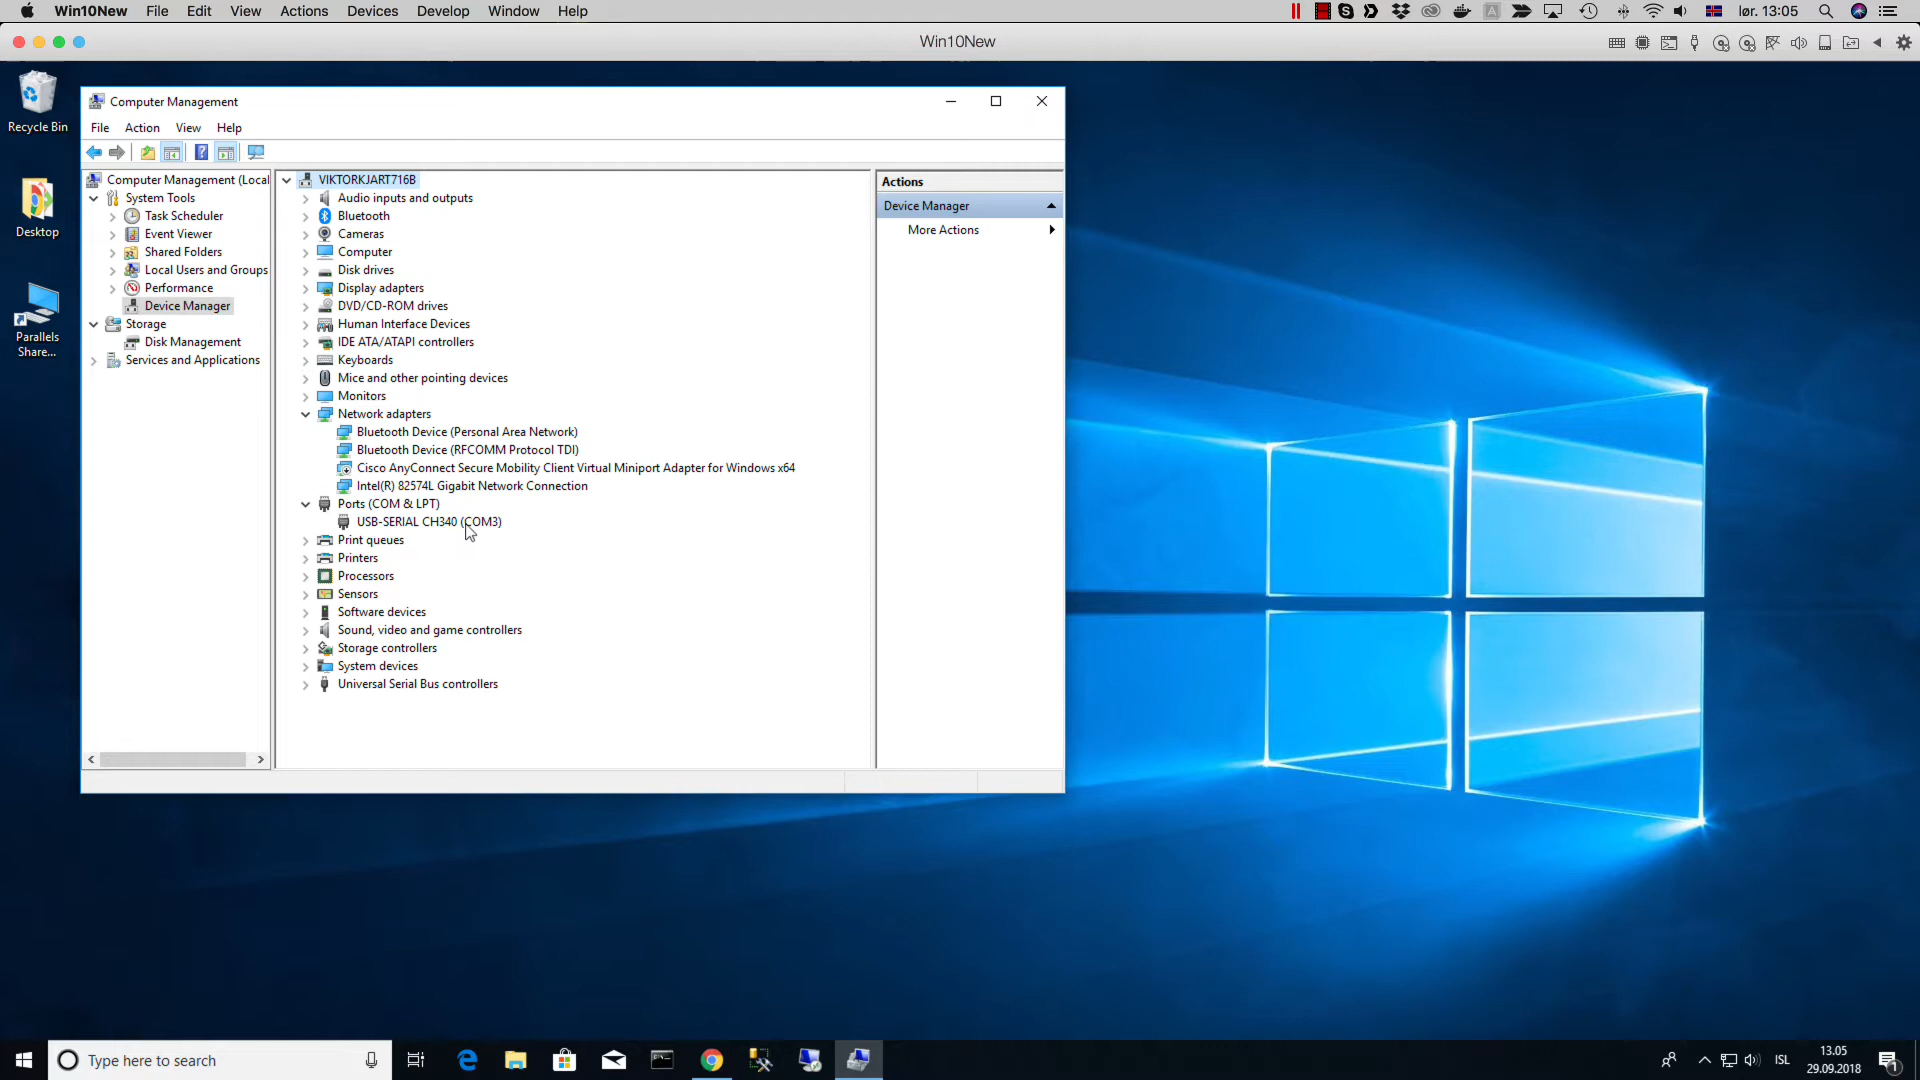 Win10New File Edit View Actions Devices Develop Window Help
lør. 13:05
Win10New
Recycle Bin
Desktop
Parallels
Share...
Computer Management
File Action View Help
Computer Management (Local
System Tools
Task Scheduler
Event Viewer
Shared Folders
Local Users and Groups
Performance
Device Manager
Storage
Disk Management
Services and Applications
VIKTORKJART716B
Audio inputs and outputs
Bluetooth
Cameras
Computer
Disk drives
Display adapters
DVD/CD-ROM drives
Human Interface Devices
IDE ATA/ATAPI controllers
Keyboards
Mice and other pointing devices
Monitors
Network adapters
Bluetooth Device (Personal Area Network)
Bluetooth Device (RFCOMM Protocol TDI)
Cisco AnyConnect Secure Mobility Client Virtual Miniport Adapter for Windows x64
Intel(R) 82574L Gigabit Network Connection
Ports (COM & LPT)
USB-SERIAL CH340 (COM3)
Print queues
Printers
Processors
Sensors
Software devices
Sound, video and game controllers
Storage controllers
System devices
Universal Serial Bus controllers
Actions
Device Manager
More Actions
Type here to search
ISL
13.05
29.09.2018
1